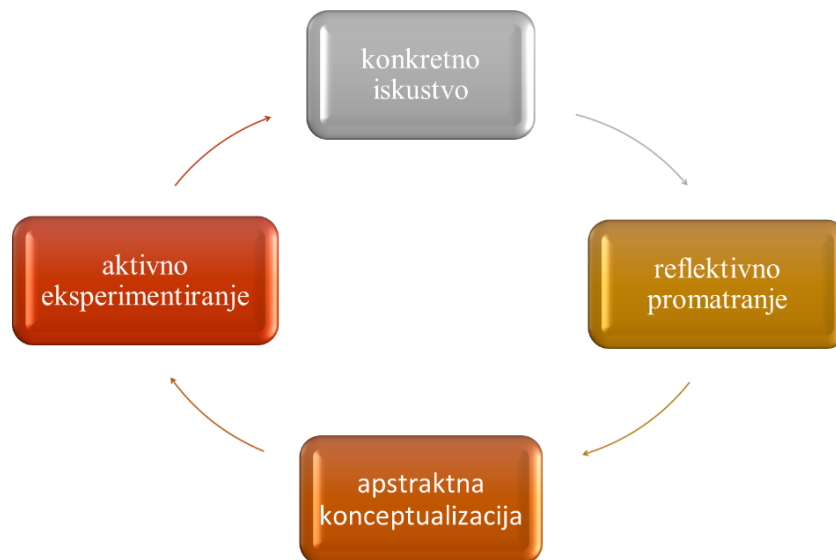 konkretno
iskustvo
aktivno
eksperimentiranje
reflektivno
promatranje
apstraktna
konceptualizacija